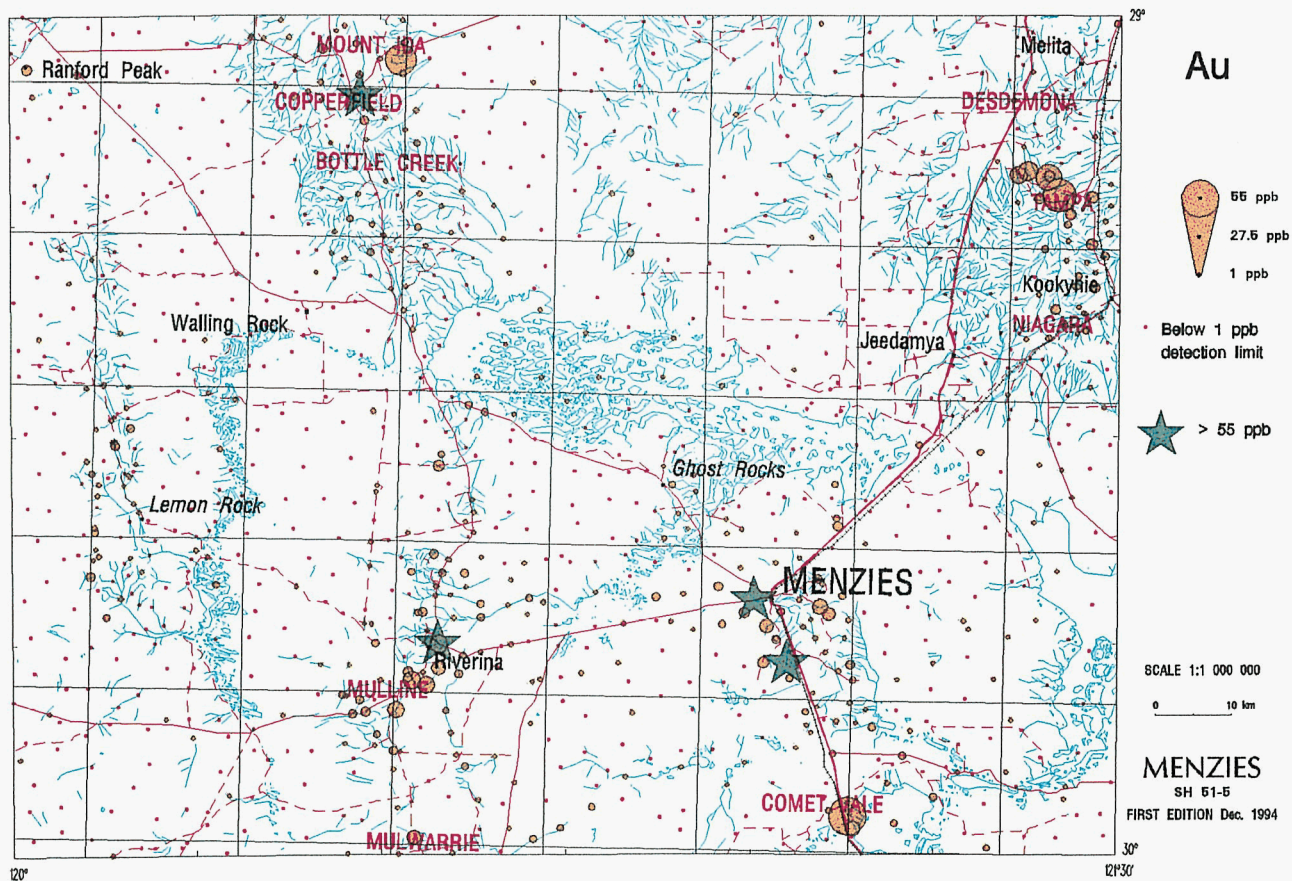 29°
MOUNT IDA
Melita
Au
Ranford Peak
COPPERFIELD
DESDEMONA
BOTTLE CREEK
TAMPA
55 ppb
27.5 ppb
1 ppb
Kookynie
Walling Rock
NIAGARA
Jeedamya
Below 1 ppb
detection limit
> 55 ppb
Ghost Rocks
Lemon Rock
MENZIES
Riverina
MULLINE
SCALE 1:1 000 000
0 10 km
MENZIES
SH 51-5
FIRST EDITION Dec. 1994
COMET VALE
MULWARRIE
30°
120°
121°30'